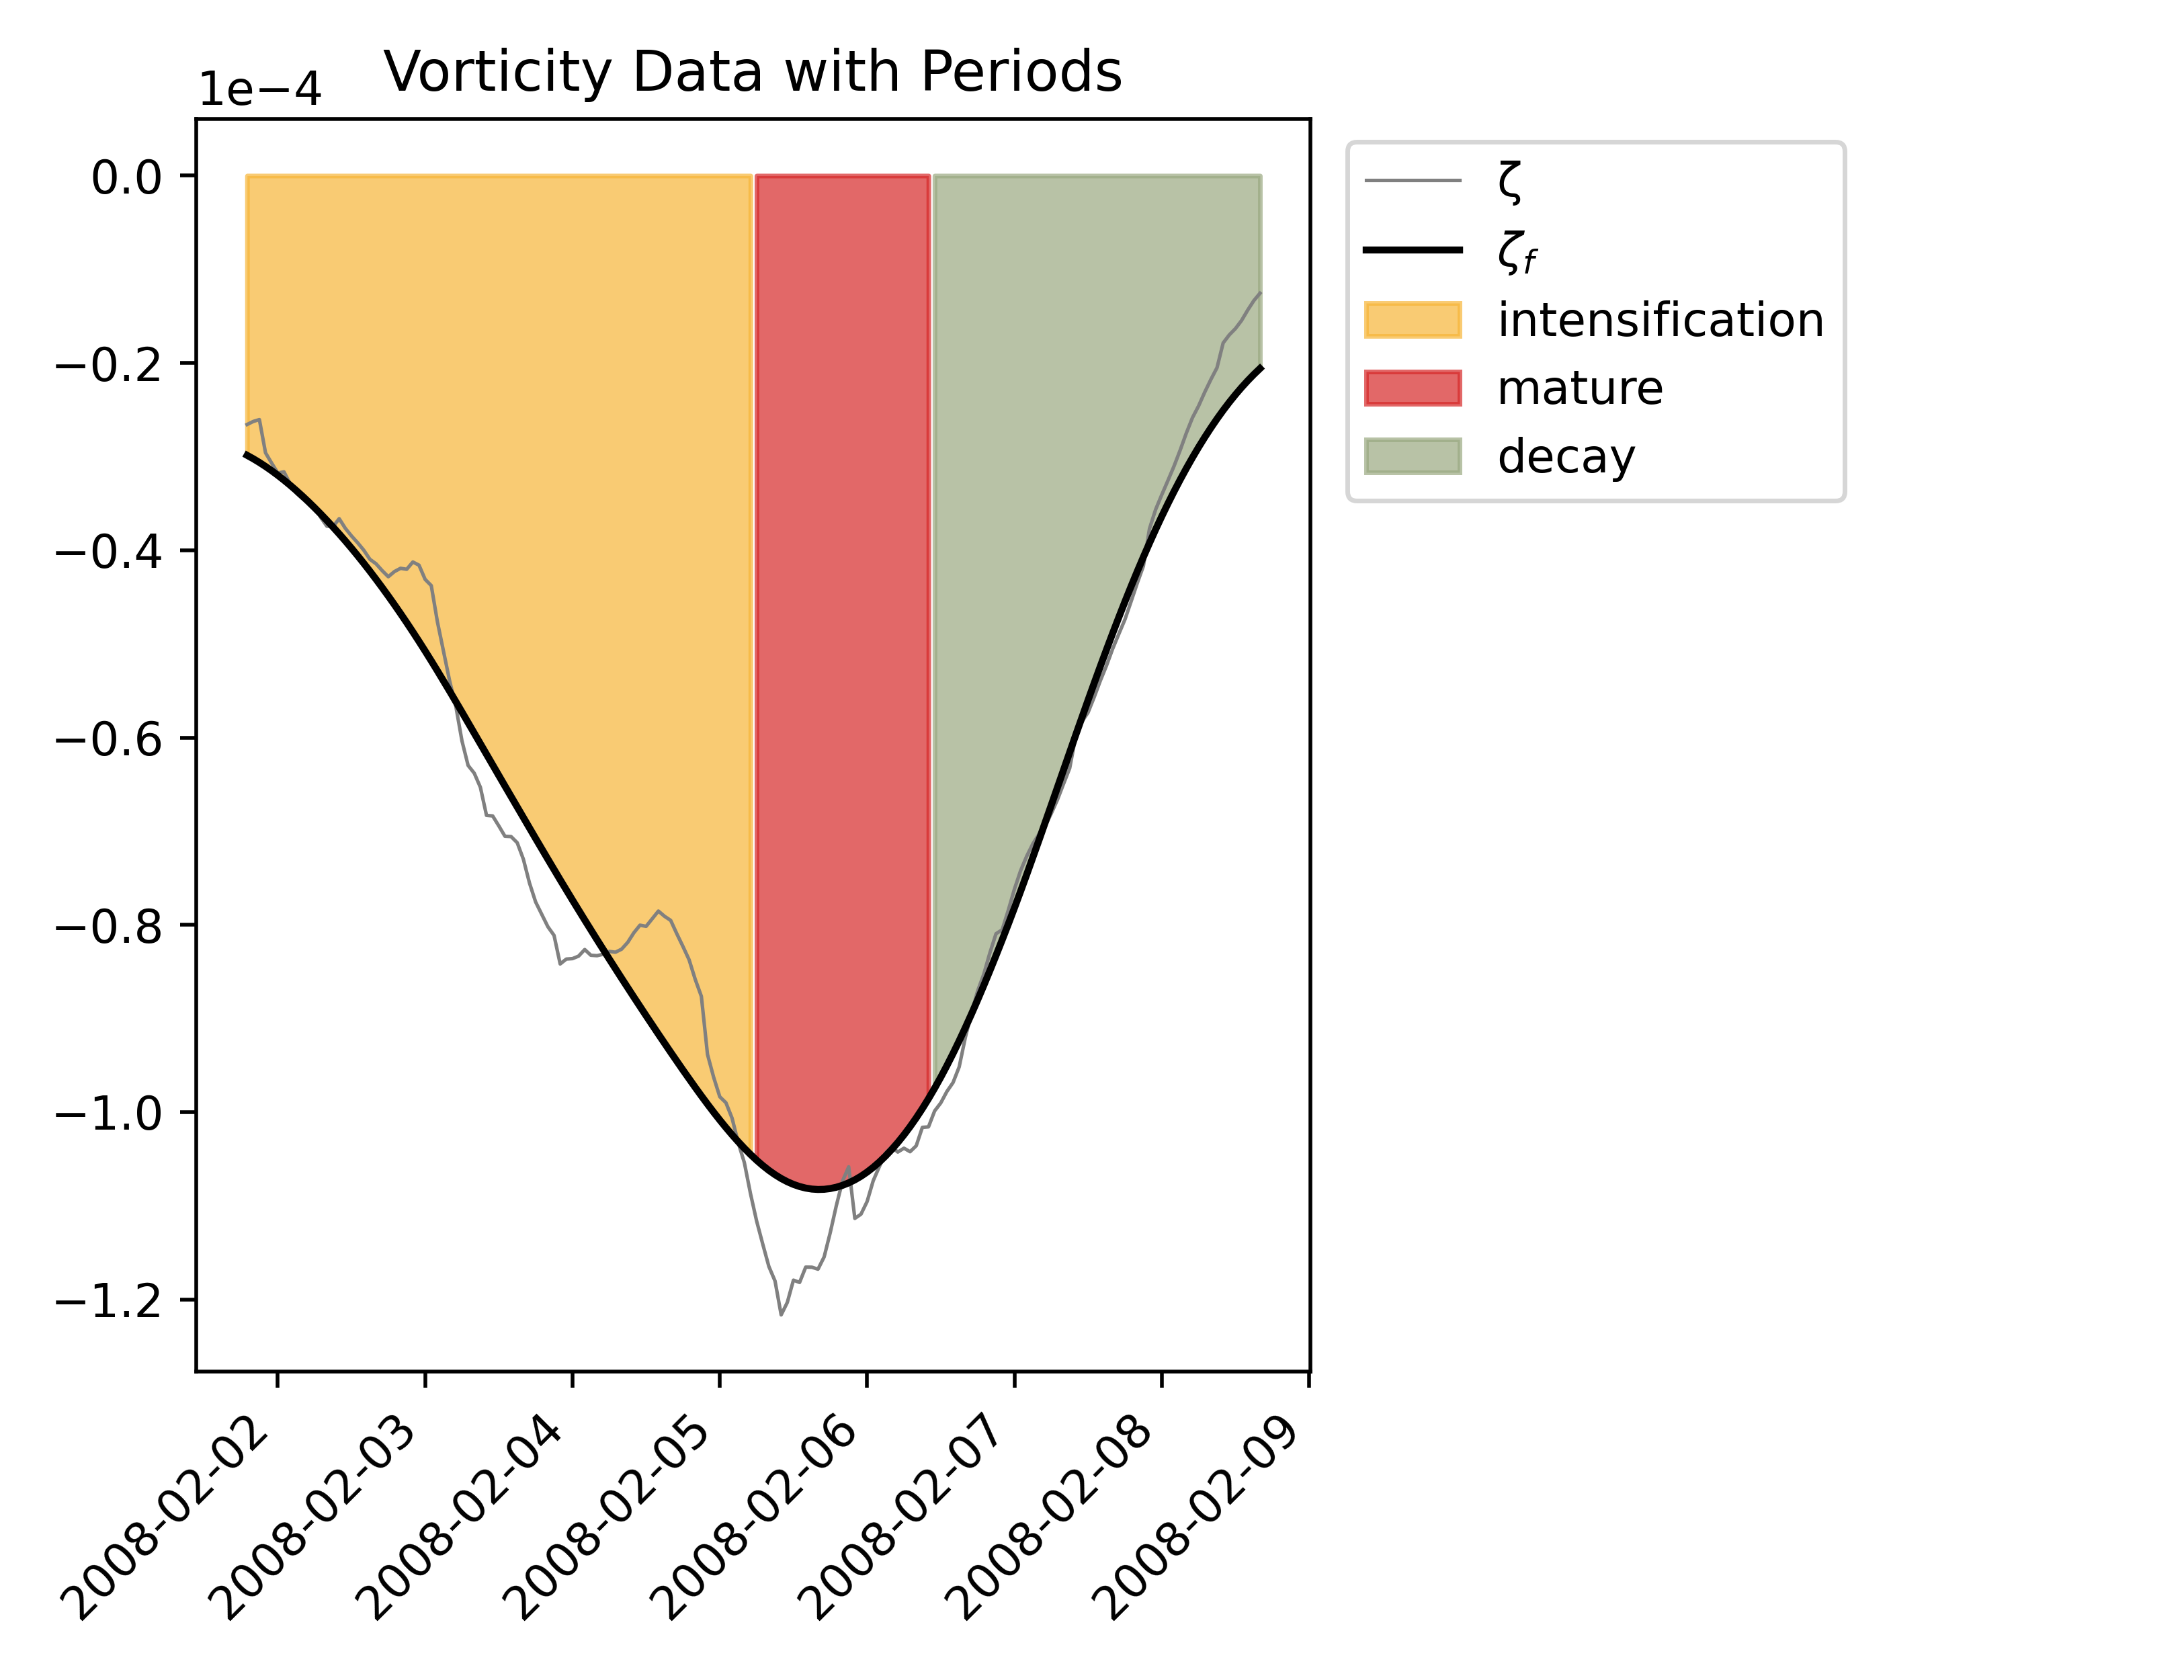 Vorticity Data with Periods
1e−4
0.0
−0.2
−0.4
−0.6
−0.8
−1.0
−1.2
2008-02-02
2008-02-03
2008-02-04
2008-02-05
2008-02-06
2008-02-07
2008-02-08
2008-02-09
ζ
ζf
intensification
mature
decay